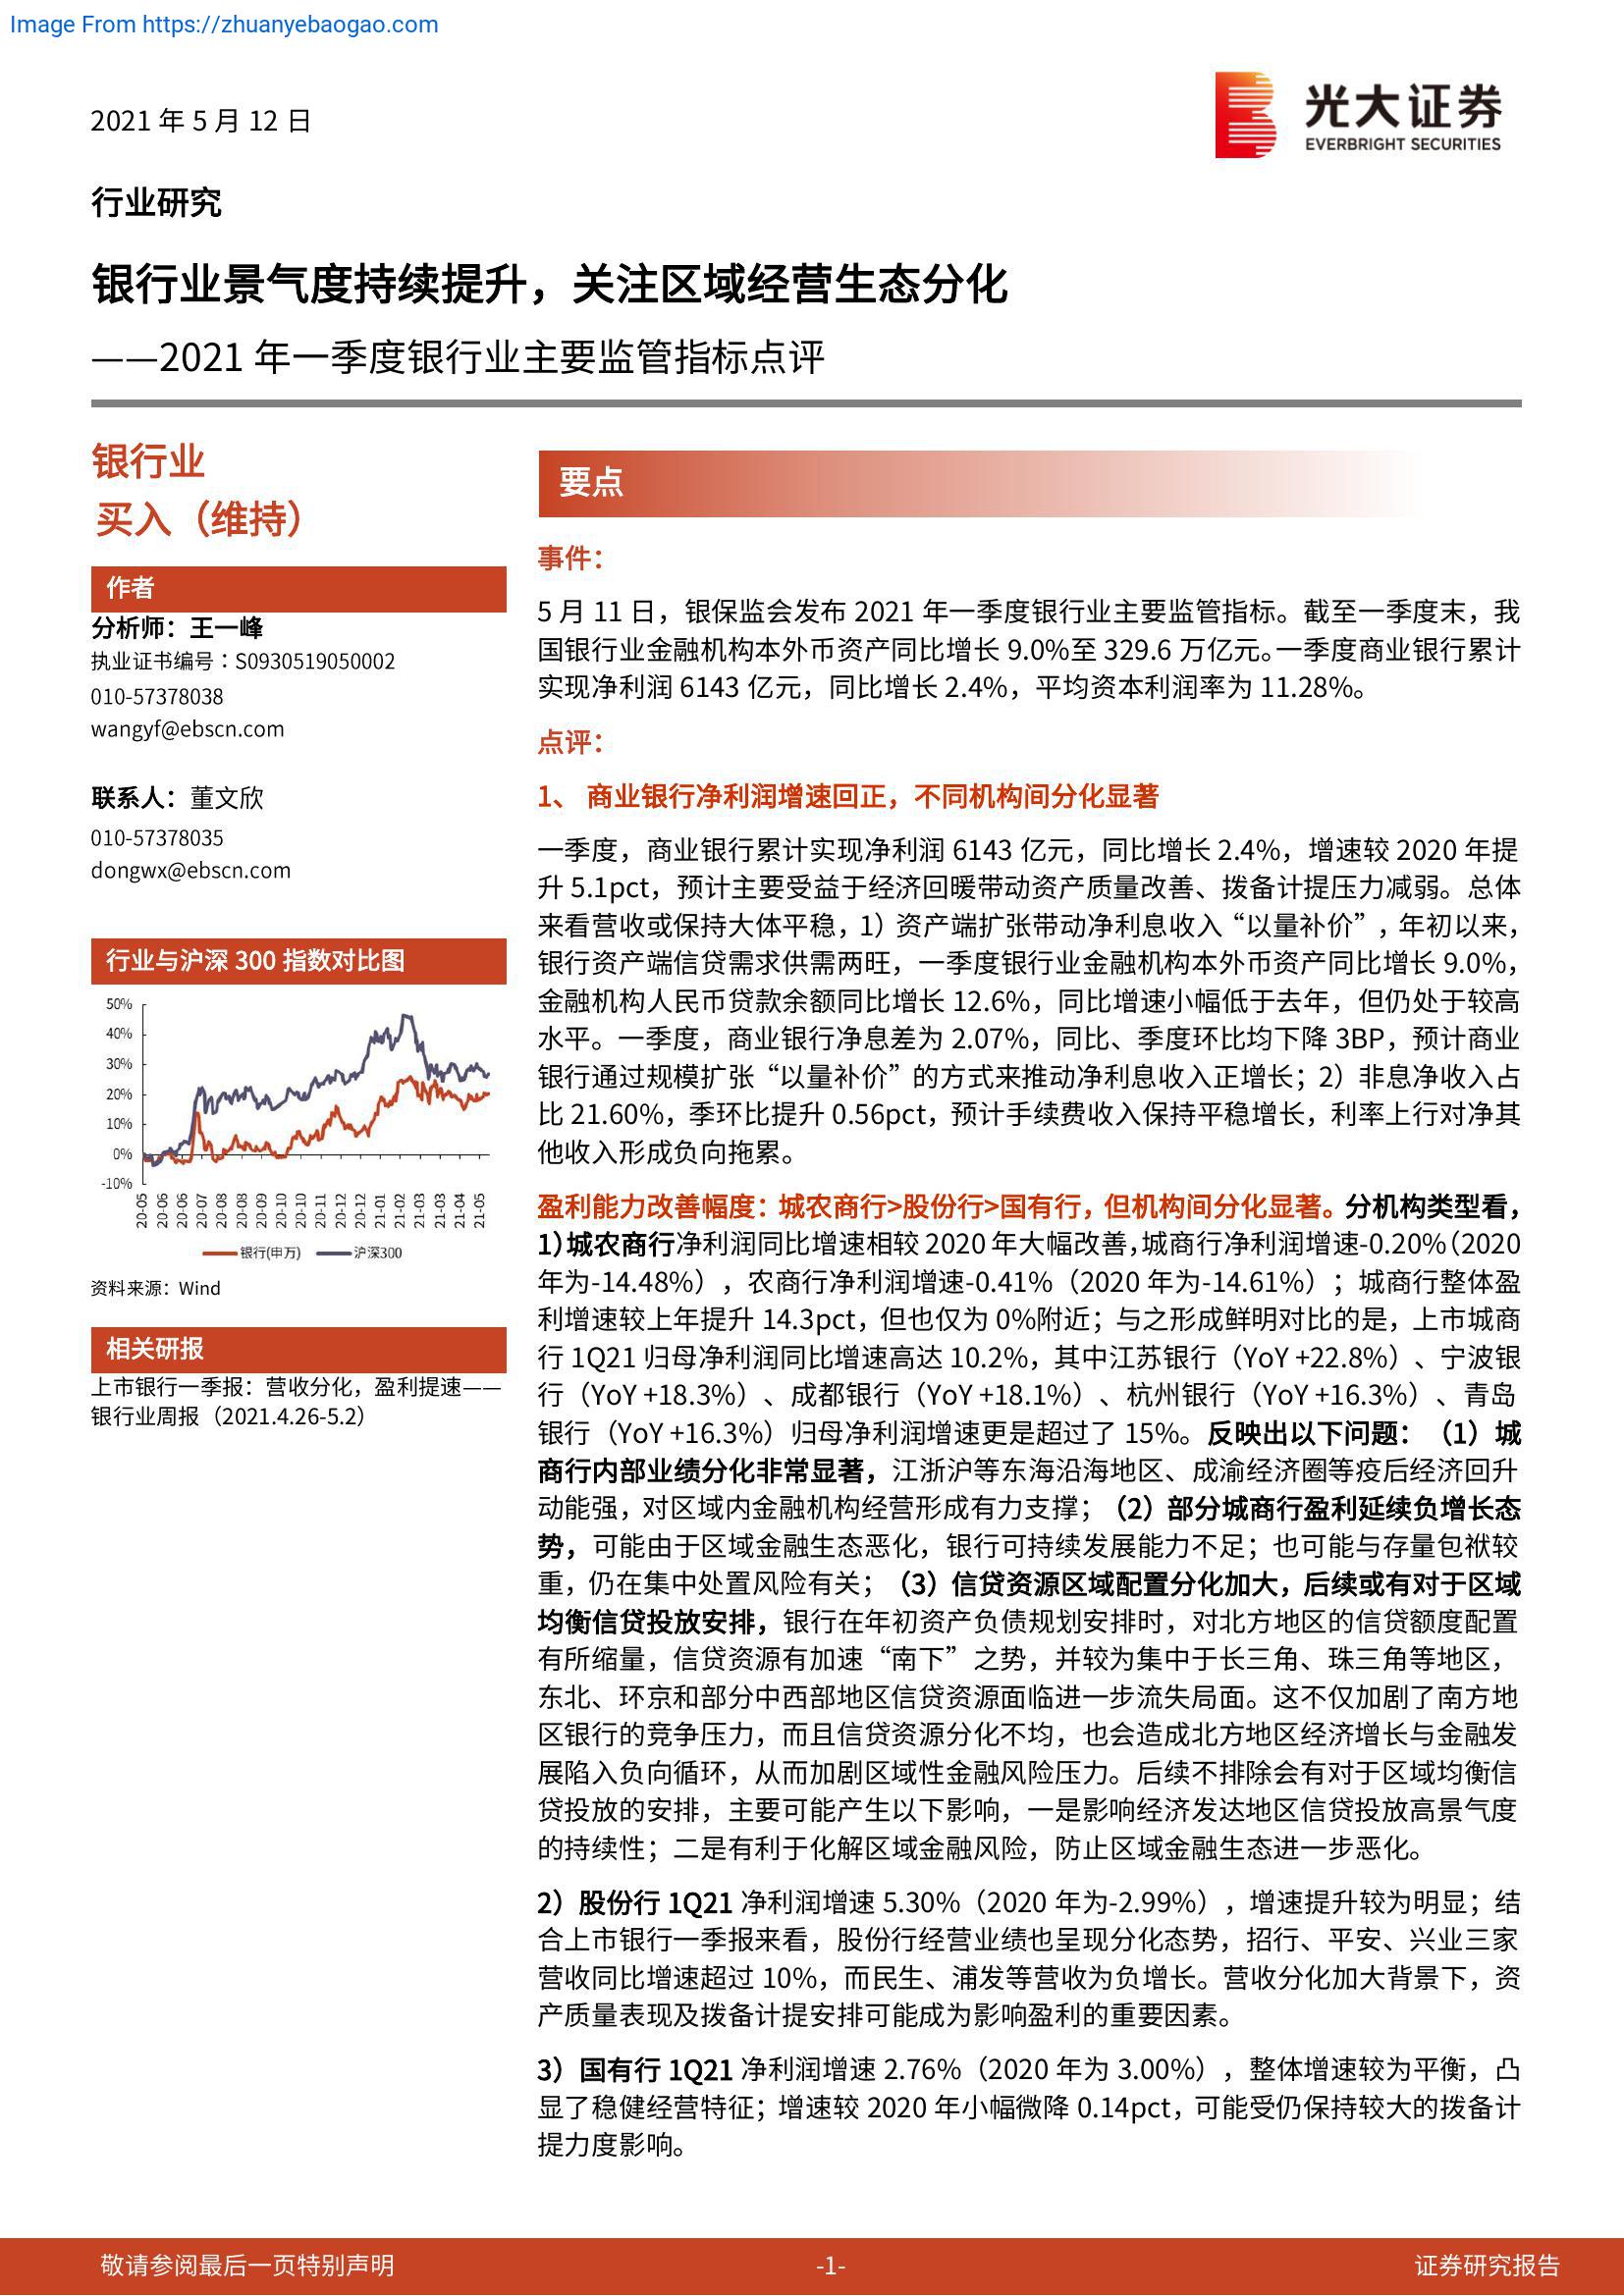 Image From https://zhuanyebaogao.com
2021 年 5 月 12 日
光大证券
EVERBRIGHT SECURITIES
行业研究
银行业景气度持续提升，关注区域经营生态分化
——2021 年一季度银行业主要监管指标点评
银行业
买入（维持）
作者
分析师：王一峰
执业证书编号：S0930519050002
010-57378038
wangyf@ebscn.com
联系人：董文欣
010-57378035
dongwx@ebscn.com
行业与沪深 300 指数对比图
50%
40%
30%
20%
10%
0%
-10%
20-05 20-06 20-06 20-07 20-08 20-08 20-09 20-10 20-10 20-11 20-12 20-12 21-01 21-02 21-03 21-03 21-04 21-05
银行(申万) 沪深300
资料来源：Wind
相关研报
上市银行一季报：营收分化，盈利提速——
银行业周报（2021.4.26-5.2）
要点
事件：
5 月 11 日，银保监会发布 2021 年一季度银行业主要监管指标。截至一季度末，我
国银行业金融机构本外币资产同比增长 9.0%至 329.6 万亿元。一季度商业银行累计
实现净利润 6143 亿元，同比增长 2.4%，平均资本利润率为 11.28%。
点评：
1、 商业银行净利润增速回正，不同机构间分化显著
一季度，商业银行累计实现净利润 6143 亿元，同比增长 2.4%，增速较 2020 年提
升 5.1pct，预计主要受益于经济回暖带动资产质量改善、拨备计提压力减弱。总体
来看营收或保持大体平稳，1）资产端扩张带动净利息收入“以量补价”，年初以来，
银行资产端信贷需求供需两旺，一季度银行业金融机构本外币资产同比增长 9.0%，
金融机构人民币贷款余额同比增长 12.6%，同比增速小幅低于去年，但仍处于较高
水平。一季度，商业银行净息差为 2.07%，同比、季度环比均下降 3BP，预计商业
银行通过规模扩张“以量补价”的方式来推动净利息收入正增长；2）非息净收入占
比 21.60%，季环比提升 0.56pct，预计手续费收入保持平稳增长，利率上行对净其
他收入形成负向拖累。
盈利能力改善幅度：城农商行>股份行>国有行，但机构间分化显著。分机构类型看，
1)城农商行净利润同比增速相较 2020 年大幅改善，城商行净利润增速-0.20%（2020
年为-14.48%），农商行净利润增速-0.41%（2020 年为-14.61%）；城商行整体盈
利增速较上年提升 14.3pct，但也仅为 0%附近；与之形成鲜明对比的是，上市城商
行 1Q21 归母净利润同比增速高达 10.2%，其中江苏银行（YoY +22.8%）、宁波银
行（YoY +18.3%）、成都银行（YoY +18.1%）、杭州银行（YoY +16.3%）、青岛
银行（YoY +16.3%）归母净利润增速更是超过了 15%。反映出以下问题：（1）城
商行内部业绩分化非常显著，江浙沪等东海沿海地区、成渝经济圈等疫后经济回升
动能强，对区域内金融机构经营形成有力支撑；（2）部分城商行盈利延续负增长态
势，可能由于区域金融生态恶化，银行可持续发展能力不足；也可能与存量包袱较
重，仍在集中处置风险有关；（3）信贷资源区域配置分化加大，后续或有对于区域
均衡信贷投放安排，银行在年初资产负债规划安排时，对北方地区的信贷额度配置
有所缩量，信贷资源有加速“南下”之势，并较为集中于长三角、珠三角等地区，
东北、环京和部分中西部地区信贷资源面临进一步流失局面。这不仅加剧了南方地
区银行的竞争压力，而且信贷资源分化不均，也会造成北方地区经济增长与金融发
展陷入负向循环，从而加剧区域性金融风险压力。后续不排除会有对于区域均衡信
贷投放的安排，主要可能产生以下影响，一是影响经济发达地区信贷投放高景气度
的持续性；二是有利于化解区域金融风险，防止区域金融生态进一步恶化。
2）股份行 1Q21 净利润增速 5.30%（2020 年为-2.99%），增速提升较为明显；结
合上市银行一季报来看，股份行经营业绩也呈现分化态势，招行、平安、兴业三家
营收同比增速超过 10%，而民生、浦发等营收为负增长。营收分化加大背景下，资
产质量表现及拨备计提安排可能成为影响盈利的重要因素。
3）国有行 1Q21 净利润增速 2.76%（2020 年为 3.00%），整体增速较为平衡，凸
显了稳健经营特征；增速较 2020 年小幅微降 0.14pct，可能受仍保持较大的拨备计
提力度影响。
敬请参阅最后一页特别声明
-1-
证券研究报告